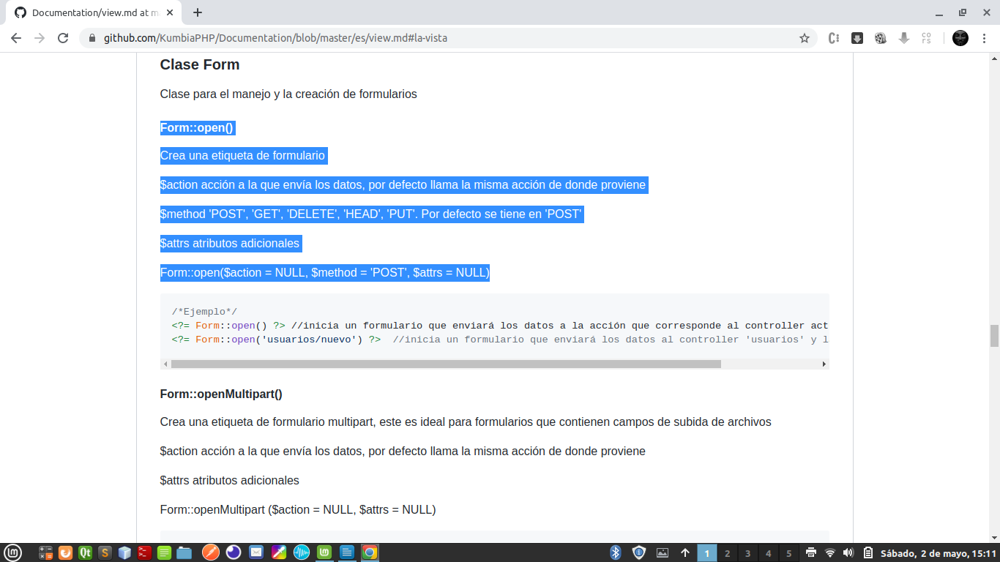 Documentation/view.md at m
github.com/KumbiaPHP/Documentation/blob/master/es/view.md#la-vista
Clase Form
Clase para el manejo y la creación de formularios
Form::open()
Crea una etiqueta de formulario
$action acción a la que envía los datos, por defecto llama la misma acción de donde proviene
$method 'POST', 'GET', 'DELETE', 'HEAD', 'PUT'. Por defecto se tiene en 'POST'
$attrs atributos adicionales
Form::open($action = NULL, $method = 'POST', $attrs = NULL)
/*Ejemplo*/
<?= Form::open() ?> //inicia un formulario que enviará los datos a la acción que corresponde al controller act
<?= Form::open('usuarios/nuevo') ?>  //inicia un formulario que enviará los datos al controller 'usuarios' y l
Form::openMultipart()
Crea una etiqueta de formulario multipart, este es ideal para formularios que contienen campos de subida de archivos
$action acción a la que envía los datos, por defecto llama la misma acción de donde proviene
$attrs atributos adicionales
Form::openMultipart ($action = NULL, $attrs = NULL)
1 2 3 4 5 Sábado, 2 de mayo, 15:11